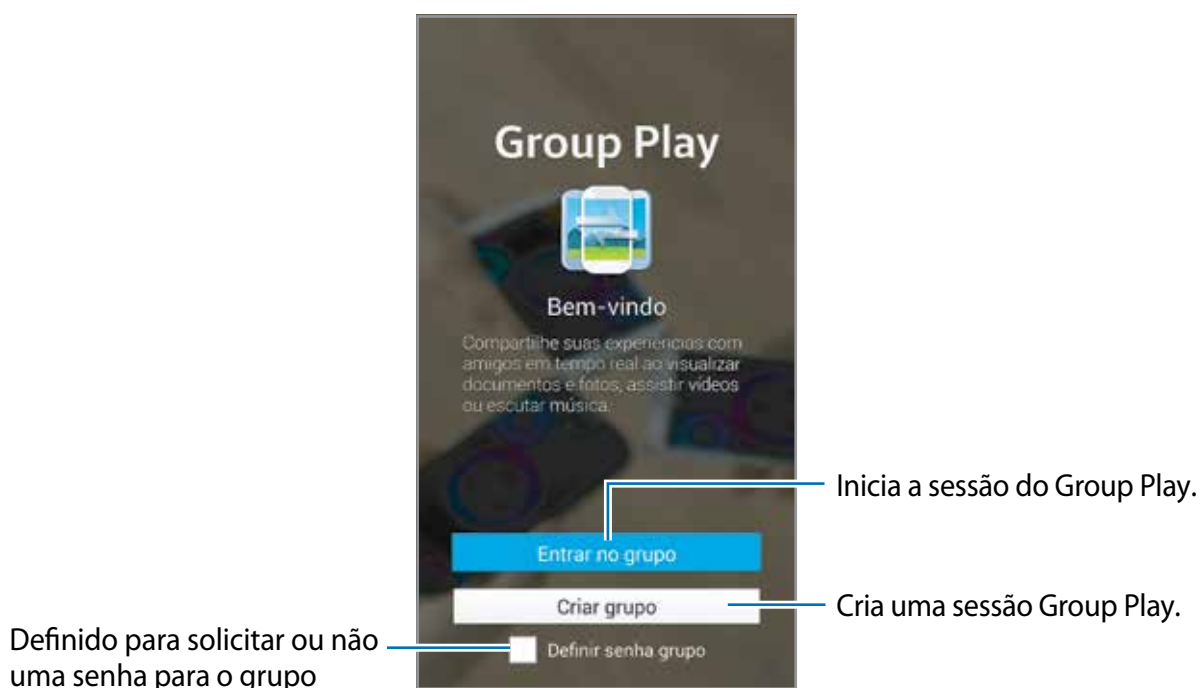 Group Play
Bem-vindo
Compartilhe suas experiências com
amigos em tempo real ao visualizar
documentos e fotos, assistir vídeos
ou escutar música.
Inicia a sessão do Group Play.
Entrar no grupo
Criar grupo
Cria uma sessão Group Play.
Definido para solicitar ou não
uma senha para o grupo
Definir senha grupo